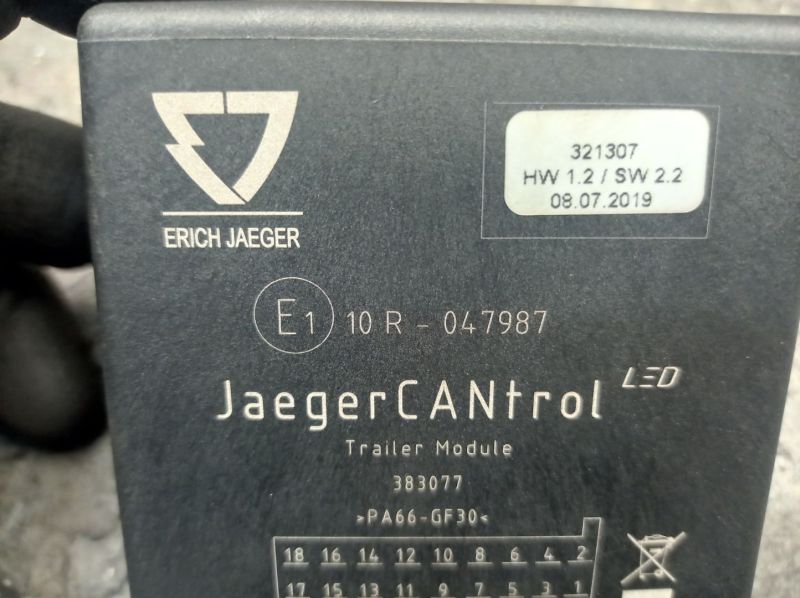 ERICH JAEGER
321307
HW 1.2 / SW 2.2
08.07.2019
E1 10 R - 047987
JaegerCANtrol LED
Trailer Module
383077
>PA66-GF30<
18 16 14 12 10 8 6 4 2
17 15 13 11 9 7 5 3 1